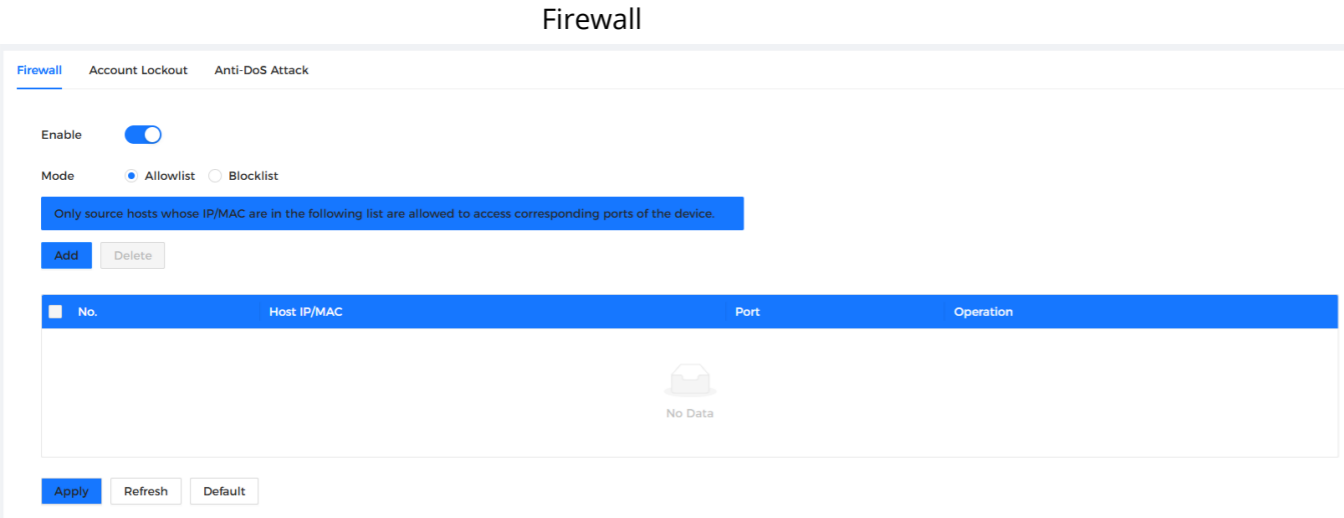 Firewall
Firewall Account Lockout Anti-DoS Attack
Enable
Mode Allowlist Blocklist
Only source hosts whose IP/MAC are in the following list are allowed to access corresponding ports of the device.
Add Delete
No. Host IP/MAC Port Operation
No Data
Apply Refresh Default